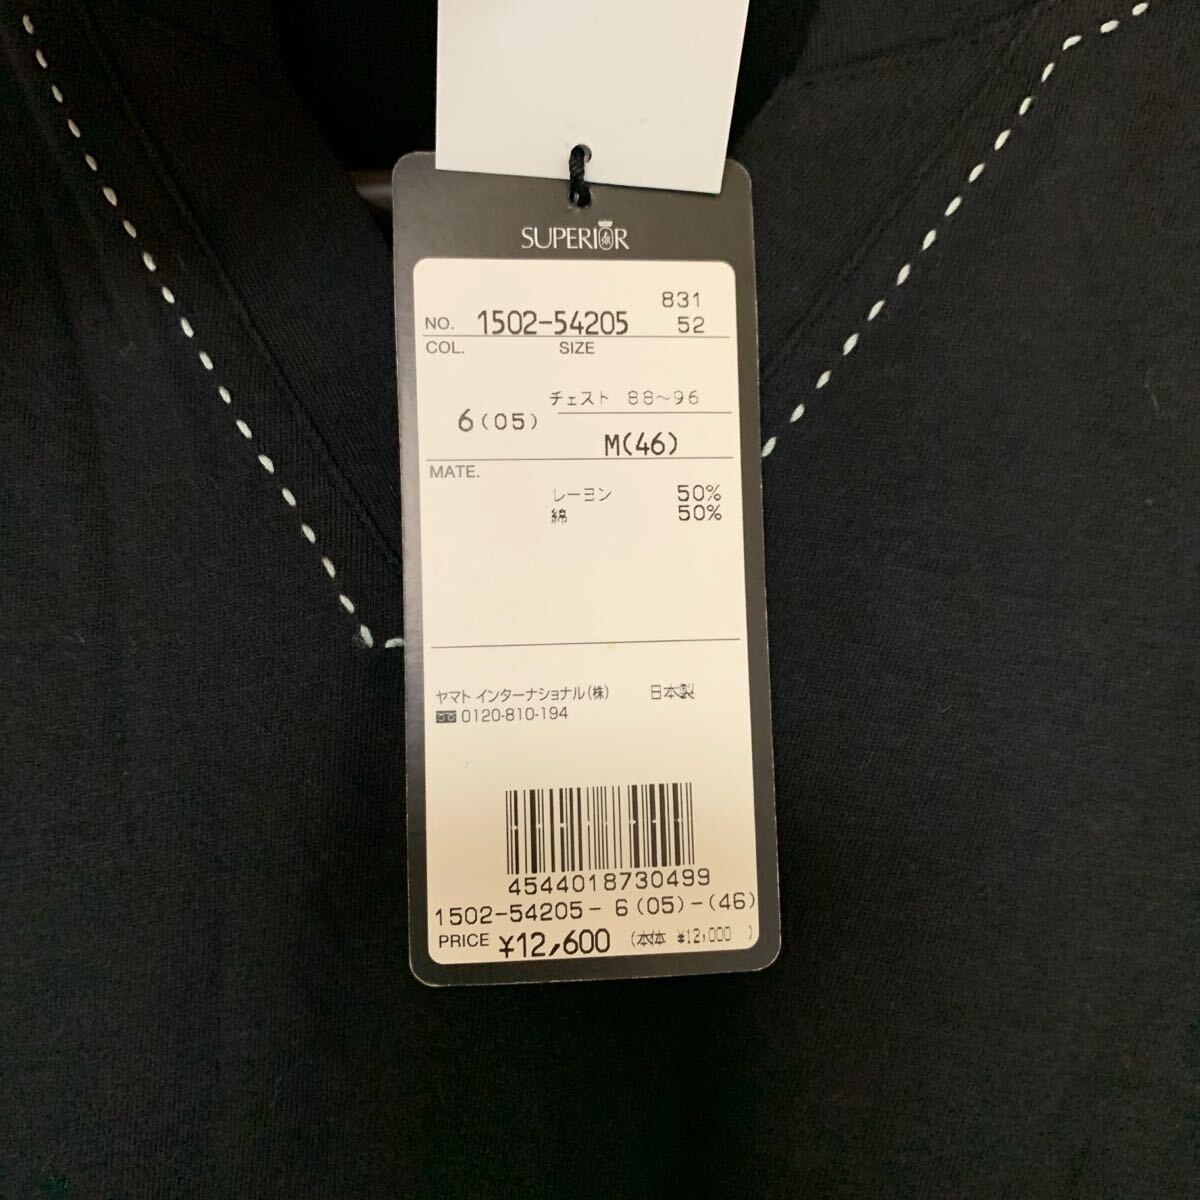 SUPERIOR
831
NO. 1502-54205 52
COL. SIZE
チェスト 88~96
6(05)
M(46)
MATE.
レーヨン 50%
綿 50%
ヤマト インターナショナル(株) 日本製
0120-810-194
4544018730499
1502-54205- 6(05)-(46)
PRICE ¥12,600 (本体 ¥12,000 )